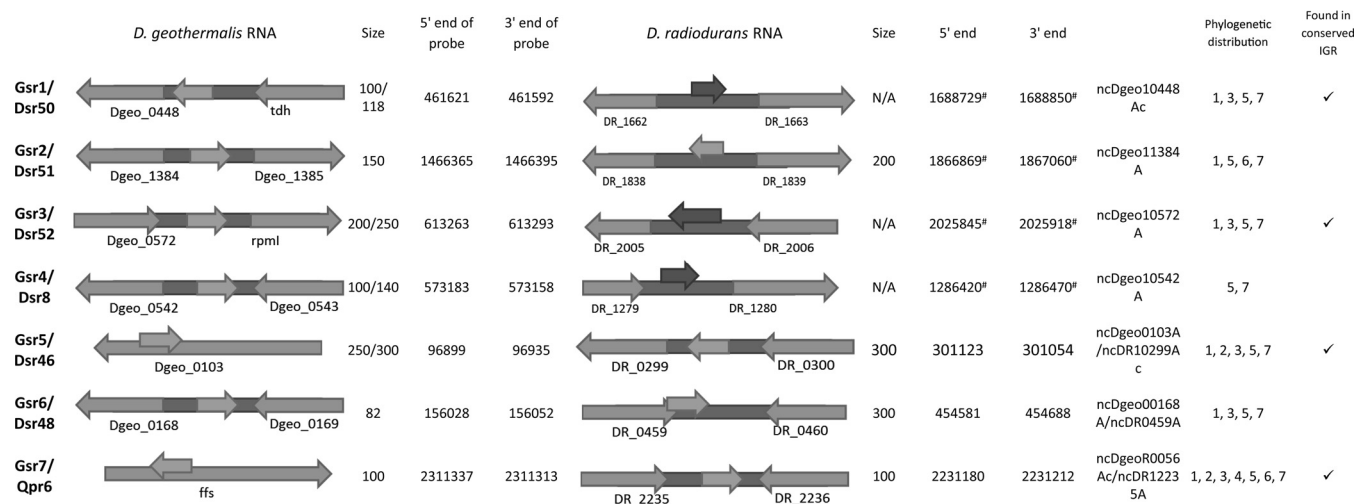 D. geothermalis RNA Size 5' end of probe 3' end of probe D. radiodurans RNA Size 5' end 3' end Phylogenetic distribution Found in conserved IGR
Gsr1/
Dsr50
Dgeo_0448 tdh
100/
118
461621 461592
DR_1662 DR_1663
N/A 1688729# 1688850#
ncDgeo10448
Ac
1, 3, 5, 7 ✓
Gsr2/
Dsr51
Dgeo_1384 Dgeo_1385
150 1466365 1466395
DR_1838 DR_1839
200 1866869# 1867060#
ncDgeo11384
A
1, 5, 6, 7
Gsr3/
Dsr52
Dgeo_0572 rpmI
200/250 613263 613293
DR_2005 DR_2006
N/A 2025845# 2025918#
ncDgeo10572
A
1, 3, 5, 7 ✓
Gsr4/
Dsr8
Dgeo_0542 Dgeo_0543
100/140 573183 573158
DR_1279 DR_1280
N/A 1286420# 1286470#
ncDgeo10542
A
5, 7
Gsr5/
Dsr46
Dgeo_0103
250/300 96899 96935
DR_0299 DR_0300
300 301123 301054
ncDgeo0103A
/ncDR10299A
c
1, 2, 3, 5, 7 ✓
Gsr6/
Dsr48
Dgeo_0168 Dgeo_0169
82 156028 156052
DR_0459 DR_0460
300 454581 454688
ncDgeo00168
A/ncDR0459A
1, 3, 5, 7
Gsr7/
Qpr6
ffs
100 2311337 2311313
DR_2235 DR_2236
100 2231180 2231212
ncDgeoR0056
Ac/ncDR1223
5A
1, 2, 3, 4, 5, 6, 7 ✓